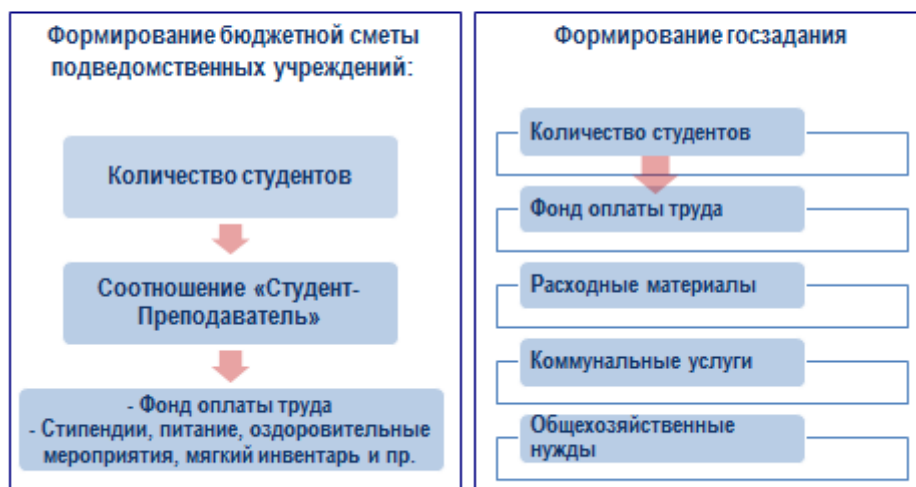 Формирование бюджетной сметы
подведомственных учреждений:
Количество студентов
Соотношение «Студент-
Преподаватель»
- Фонд оплаты труда
- Стипендии, питание, оздоровительные
мероприятия, мягкий инвентарь и пр.
Формирование госзадания
Количество студентов
Фонд оплаты труда
Расходные материалы
Коммунальные услуги
Общехозяйственные
нужды